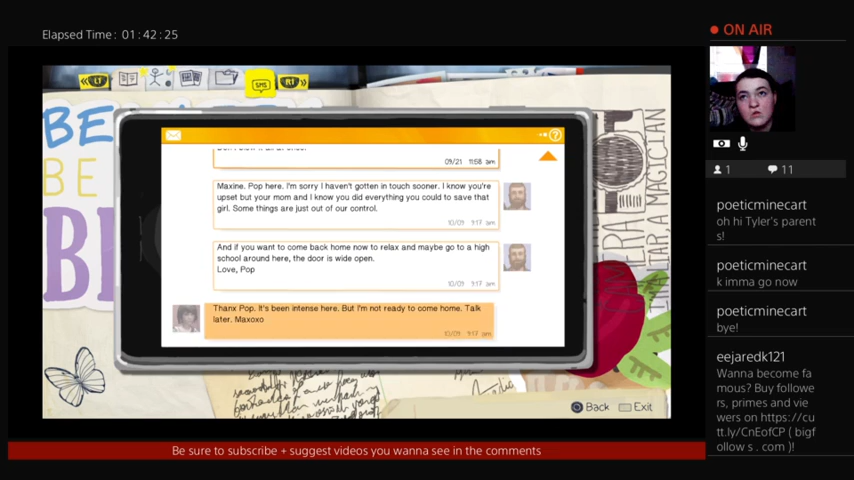 Elapsed Time: 01:42:25
ON AIR
LT
SMS
RT
BE
BE
09/21 11:58 am
Maxine. Pop here. I'm sorry I haven't gotten in touch sooner. I know you're
upset but your mom and I know you did everything you could to save that
girl. Some things are just out of our control.
10/09 9:17 am
And if you want to come back home now to relax and maybe go to a high
school around here, the door is wide open.
Love, Pop
10/09 9:17 am
Thanx Pop. It's been intense here. But I'm not ready to come home. Talk
later. Maxoxo
10/09 9:17 am
Back
Exit
Be sure to subscribe + suggest videos you wanna see in the comments
1
11
poeticminecart
oh hi Tyler's parent
s!
poeticminecart
k imma go now
poeticminecart
bye!
eejaredk121
Wanna become fa
mous? Buy followe
rs, primes and vie
wers on https://cu
tt.ly/CnEofCP ( bigf
ollow s . com )!